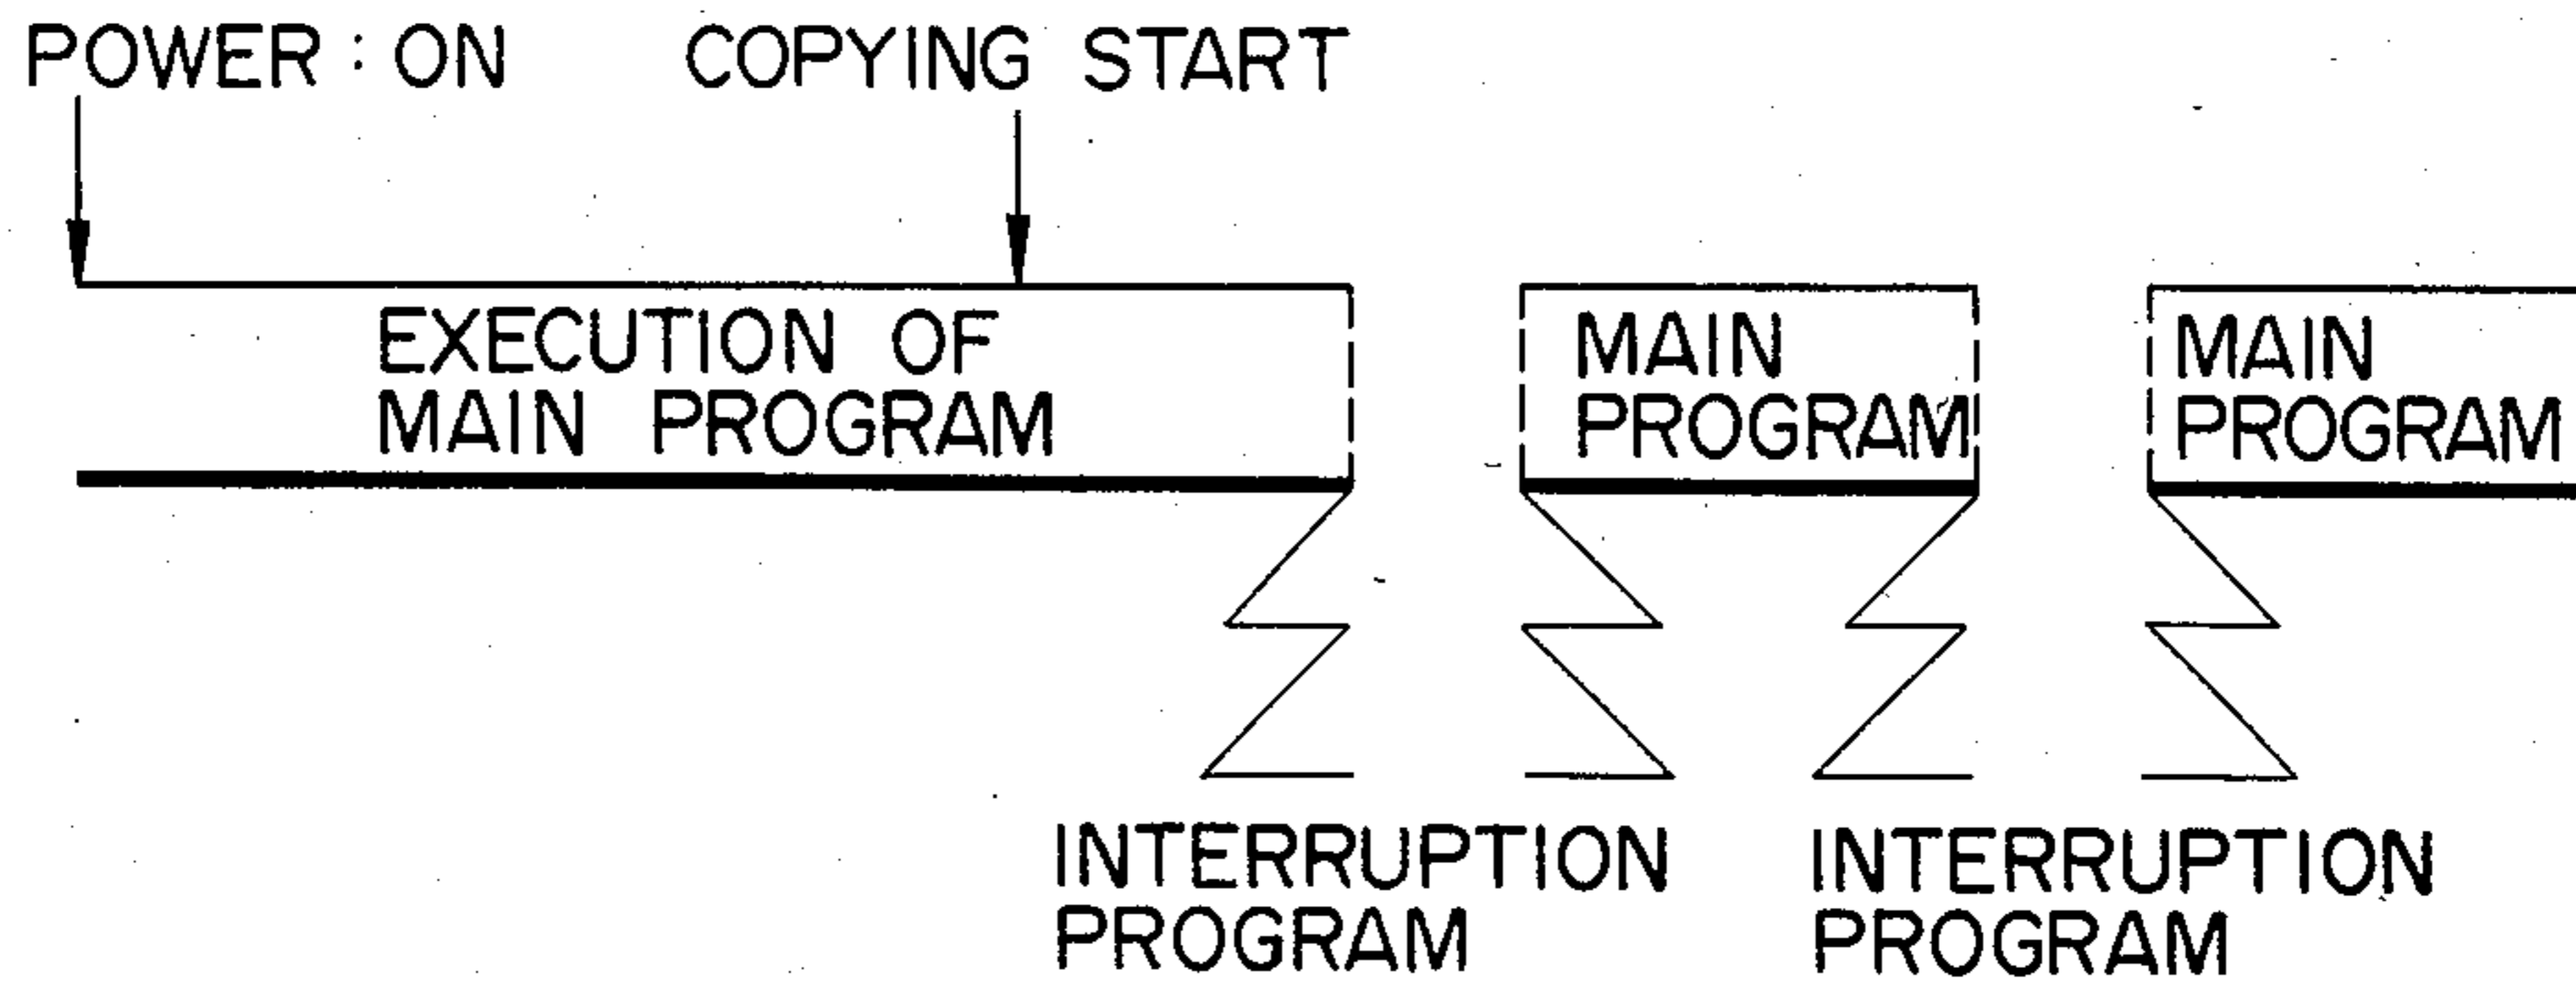 POWER : ON
COPYING START
EXECUTION OF
MAIN PROGRAM
MAIN
PROGRAM
MAIN
PROGRAM
INTERRUPTION
PROGRAM
INTERRUPTION
PROGRAM